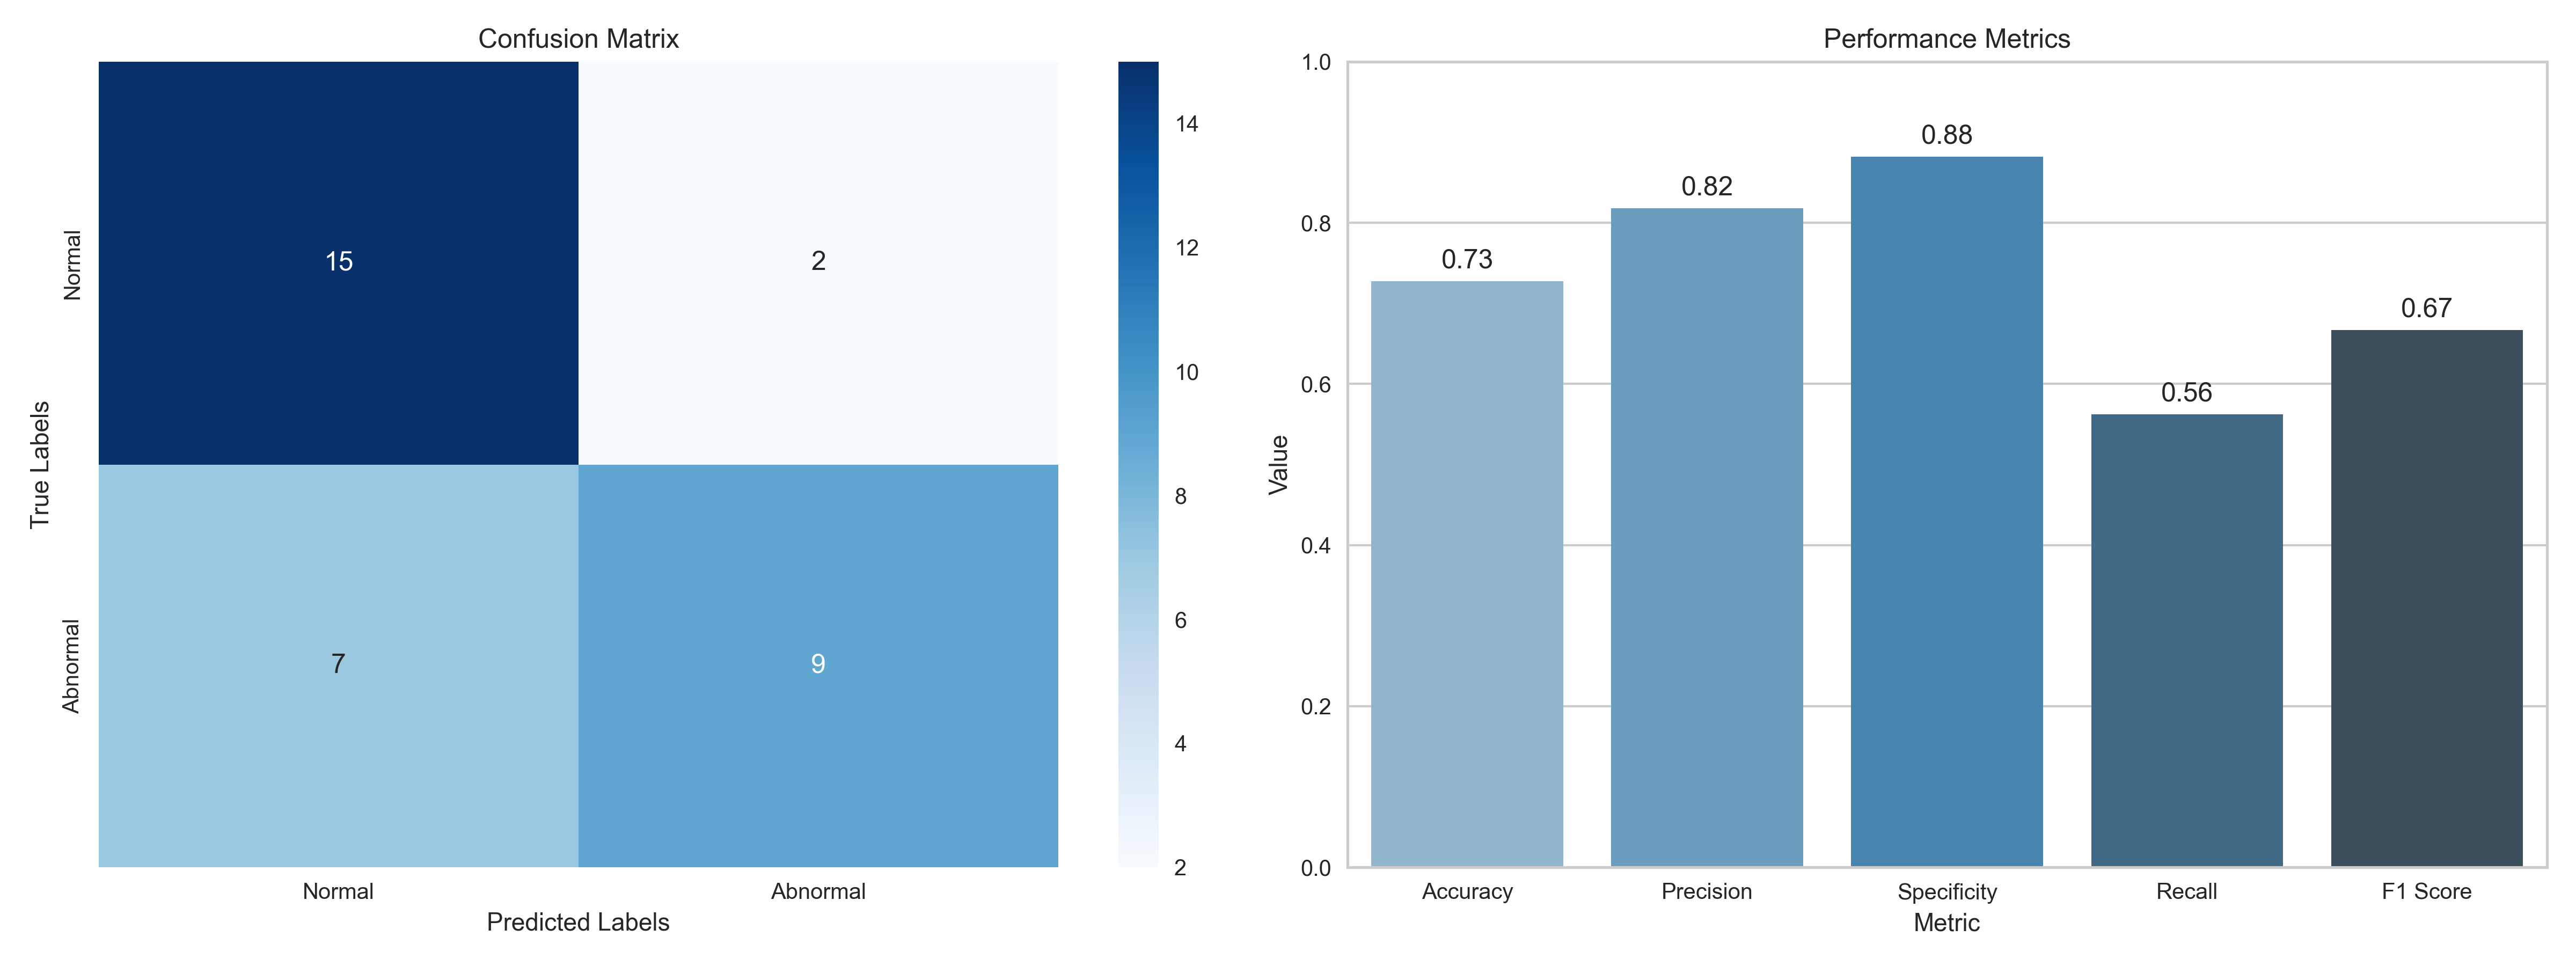 Confusion Matrix
Normal
15
2
True Labels
Abnormal
7
9
Normal
Abnormal
Predicted Labels
14
12
10
8
6
4
2
Performance Metrics
1.0
0.8
0.6
0.4
0.2
0.0
Value
0.73
0.82
0.88
0.56
0.67
Accuracy
Precision
Specificity
Recall
F1 Score
Metric